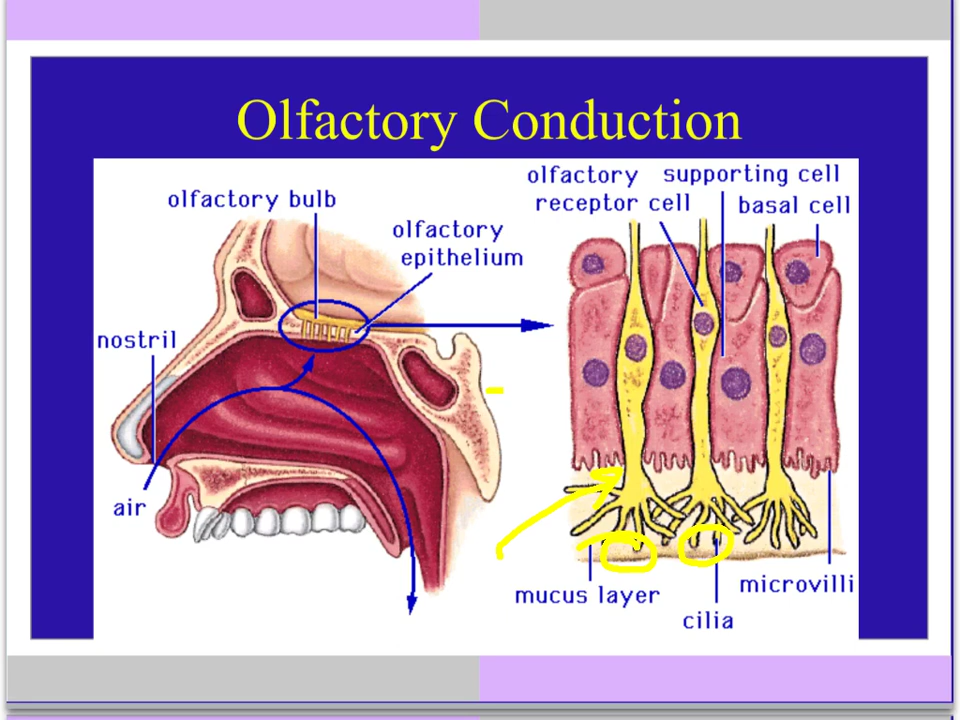 Olfactory Conduction
olfactory bulb
olfactory
epithelium
nostril
air
olfactory
receptor cell
supporting cell
basal cell
mucus layer
cilia
microvilli